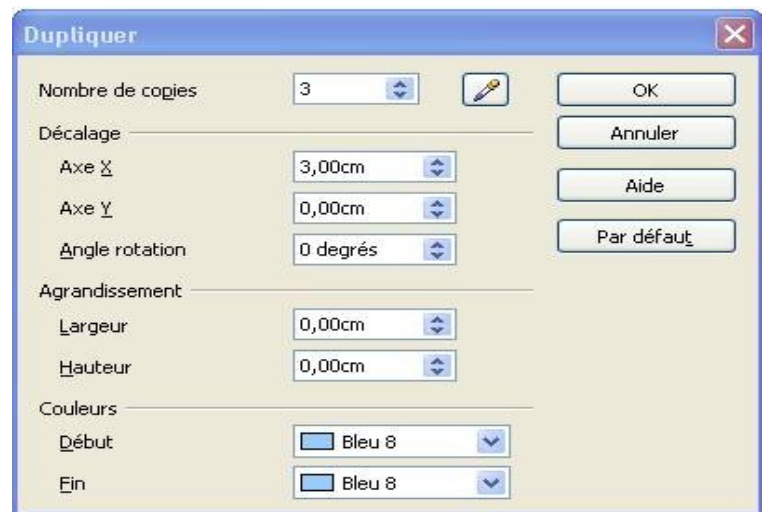 Dupliquer
Nombre de copies 3 OK
Décalage Annuler
Axe X 3,00cm Aide
Axe Y 0,00cm
Angle rotation 0 degrés Par défaut
Agrandissement
Largeur 0,00cm
Hauteur 0,00cm
Couleurs
Début Bleu 8
Fin Bleu 8